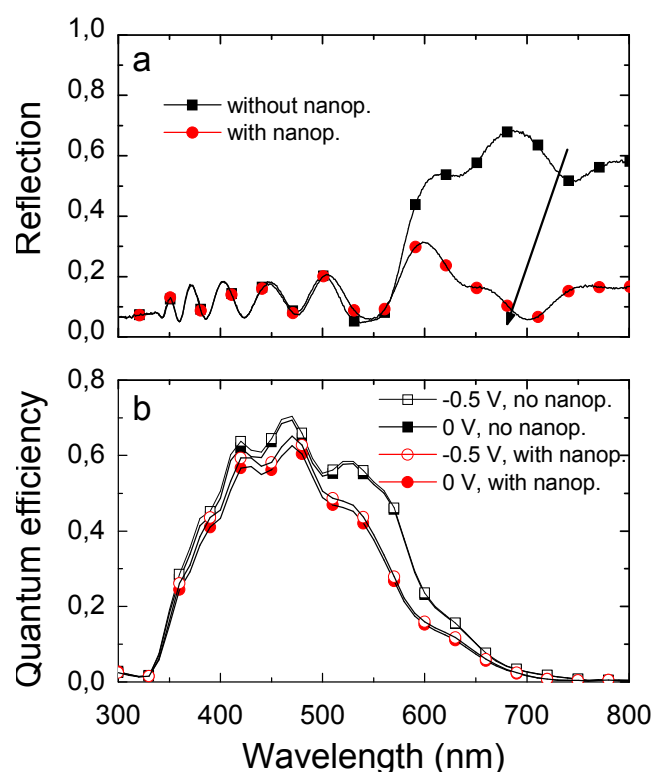 1,0
a
without nanop.
with nanop.
0,8
0,6
0,4
0,2
0,0
Reflection
0,8
b
-0.5 V, no nanop.
0 V, no nanop.
-0.5 V, with nanop.
0 V, with nanop.
0,6
0,4
0,2
0,0
Quantum efficiency
300 400 500 600 700 800
Wavelength (nm)